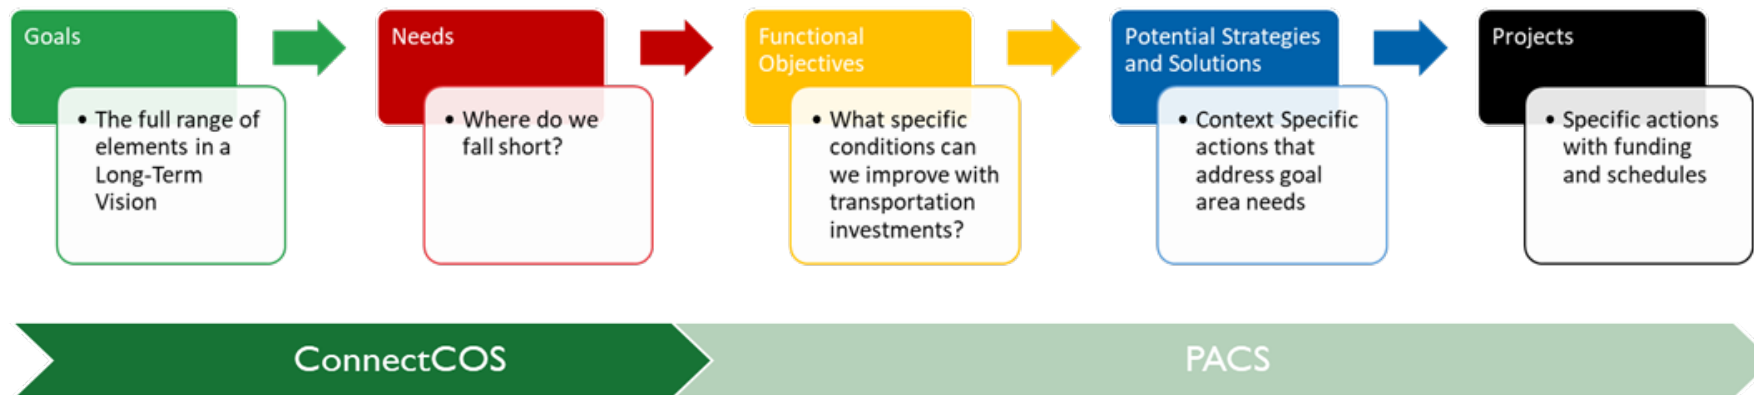 Goals
• The full range of
elements in a
Long-Term
Vision
Needs
• Where do we
fall short?
Functional
Objectives
• What specific
conditions can
we improve with
transportation
investments?
Potential Strategies
and Solutions
• Context Specific
actions that
address goal
area needs
Projects
• Specific actions
with funding
and schedules
ConnectCOS
PACS